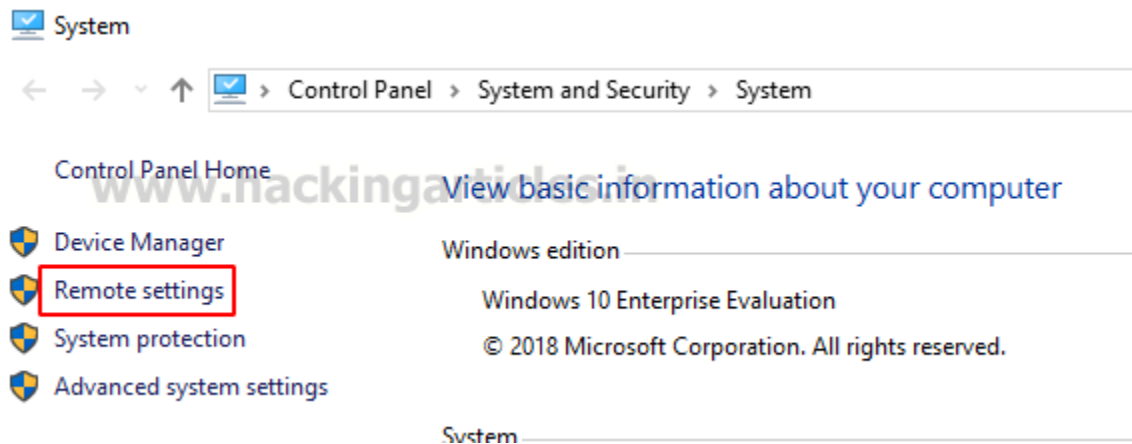 System
Control Panel > System and Security > System
Control Panel Home
www.hackingarticles.in
View basic information about your computer
Device Manager
Windows edition
Remote settings
Windows 10 Enterprise Evaluation
System protection
© 2018 Microsoft Corporation. All rights reserved.
Advanced system settings
System